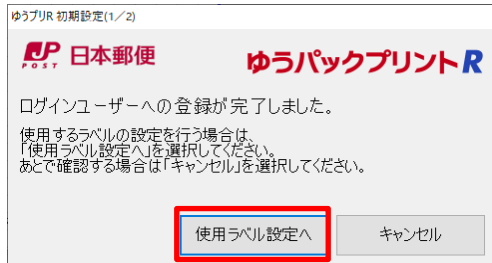 ゆうプリR 初期設定(1／2)
JP POST 日本郵便 ゆうパックプリントR
ログインユーザーへの登録が完了しました。
使用するラベルの設定を行う場合は、
「使用ラベル設定へ」を選択してください。
あとで確認する場合は「キャンセル」を選択してください。
使用ラベル設定へ キャンセル